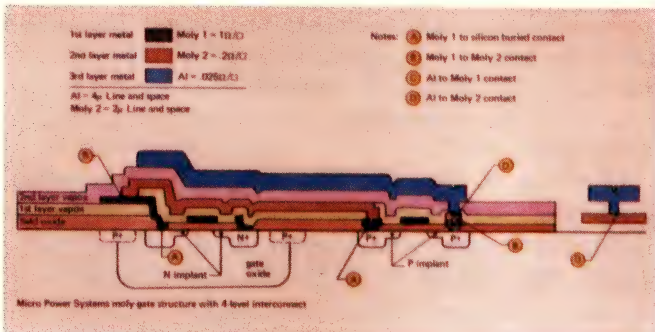 1st layer metal Moly 1 = 1Ω/□
2nd layer metal Moly 2 = .2Ω/□
3rd layer metal Al = .025Ω/□
Al = 4μ Line and space
Moly 2 = 2μ Line and space
Notes: A Moly 1 to silicon buried contact
B Moly 1 to Moly 2 contact
C Al to Moly 1 contact
D Al to Moly 2 contact
2nd layer vapox
1st layer vapox
field oxide
P+
N+
P+
P+
P+
A
N implant
gate
oxide
A
P implant
B
D
Micro Power Systems moly-gate structure with 4-level interconnect